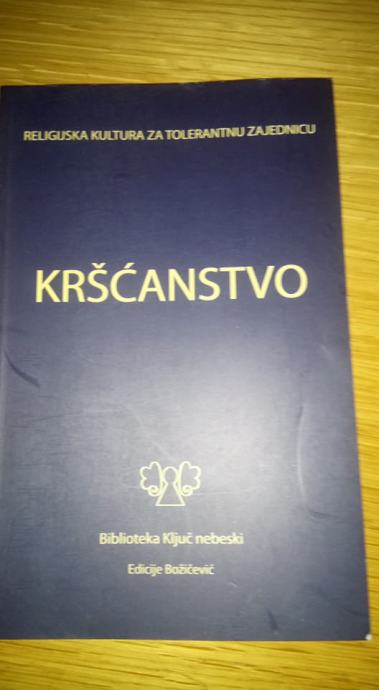 RELIGIJSKA KULTURA ZA TOLERANTNU ZAJEDNICU
KRŠĆANSTVO
Biblioteka Ključ nebeski
Edicije Božičević